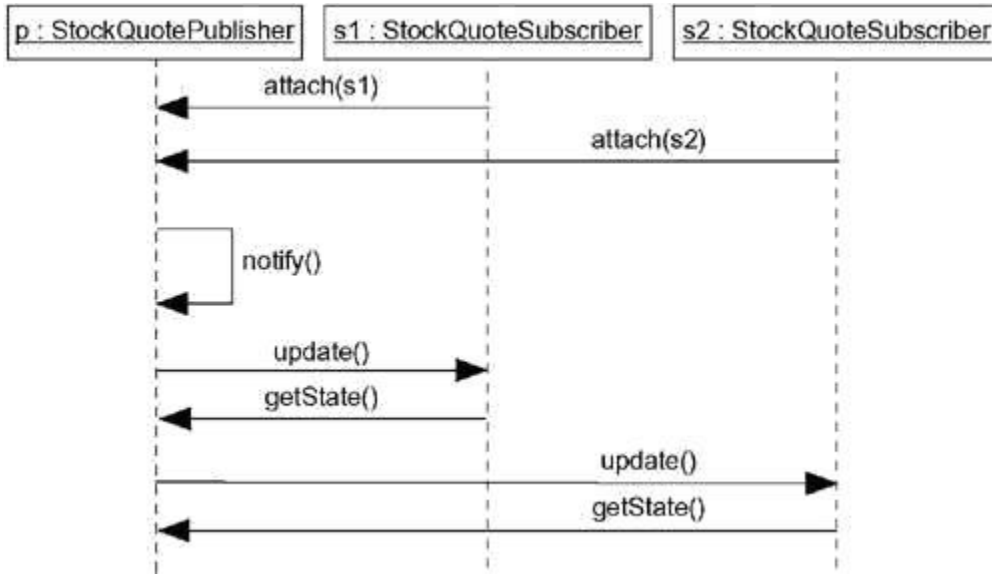 p : StockQuotePublisher
s1 : StockQuoteSubscriber
s2 : StockQuoteSubscriber
attach(s1)
attach(s2)
notify()
update()
getState()
update()
getState()